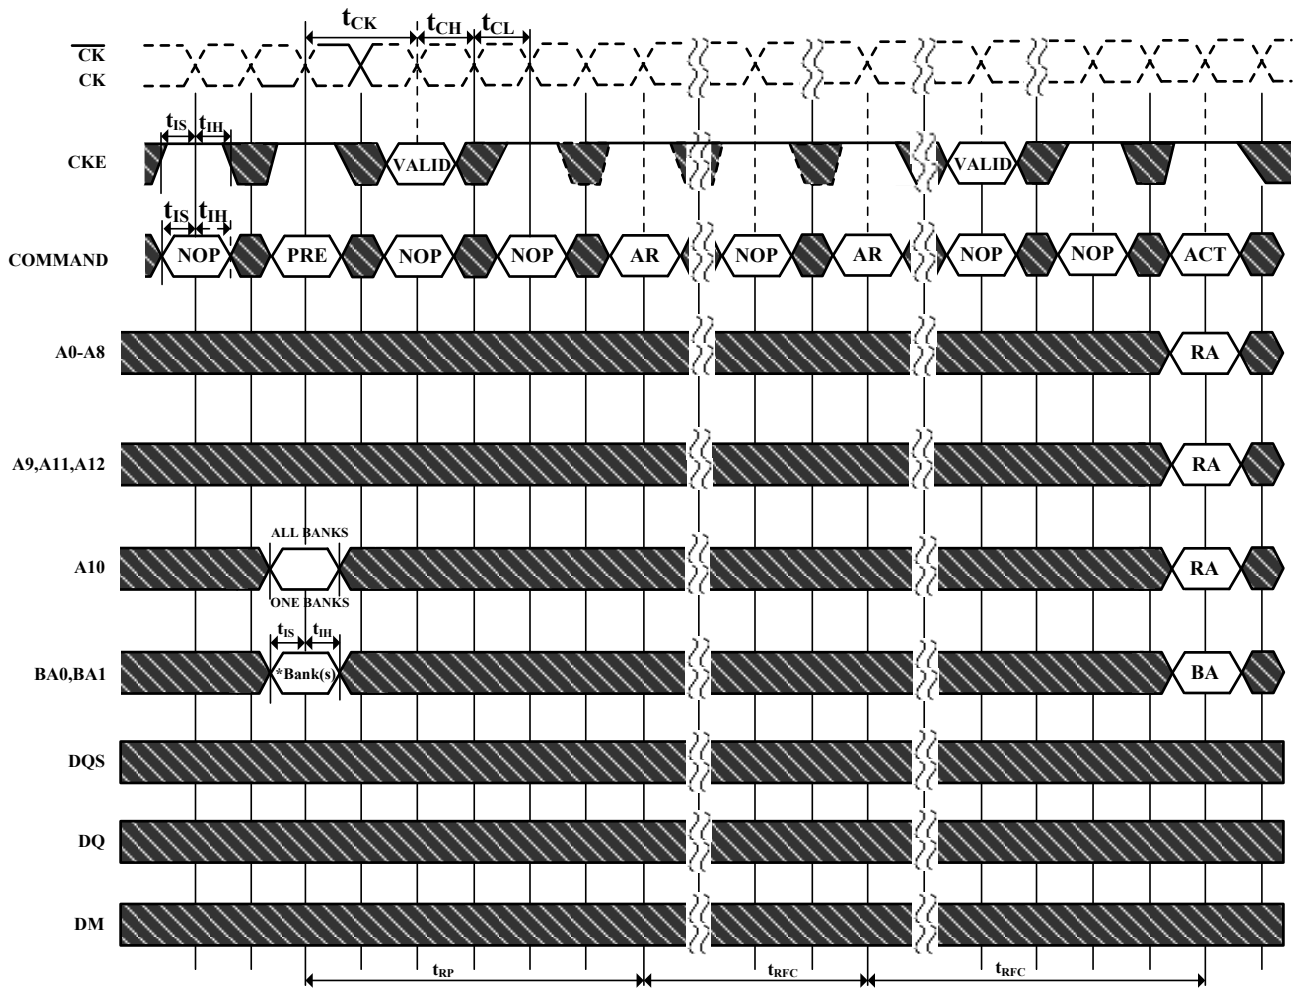 tCK tCH tCL
CK
CK
tIS tIH
CKE VALID VALID
tIS tIH
COMMAND NOP PRE NOP NOP AR NOP AR NOP NOP ACT
A0-A8 RA
A9,A11,A12 RA
ALL BANKS
A10 RA
ONE BANKS
tIS tIH
BA0,BA1 *Bank(s) BA
DQS
DQ
DM
tRP tRFC tRFC